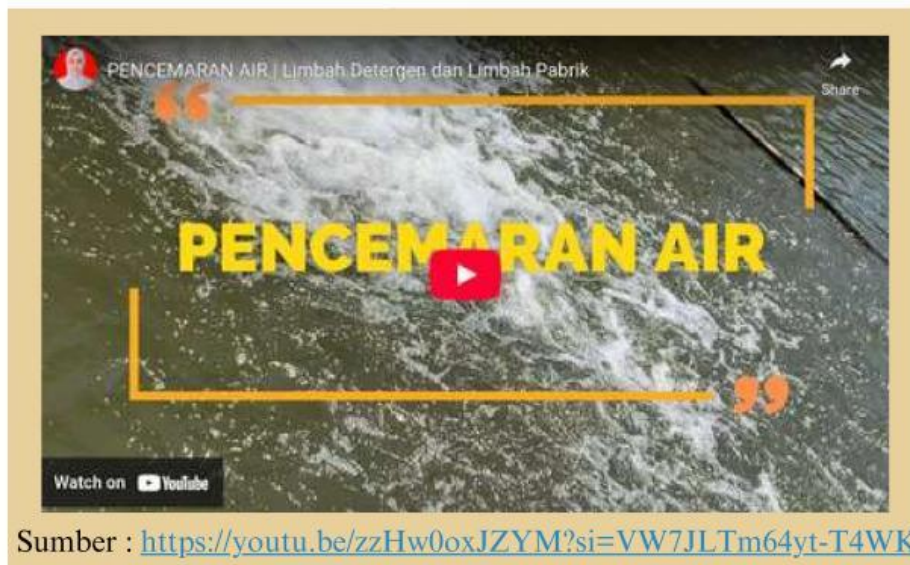 PENCEMARAN AIR | Limbah Detergen dan Limbah Pabrik
Share
“
PENCEMARAN AIR
”
Watch on YouTube
Sumber : https://youtu.be/zzHw0oxJZYM?si=VW7JLTm64yt-T4WK